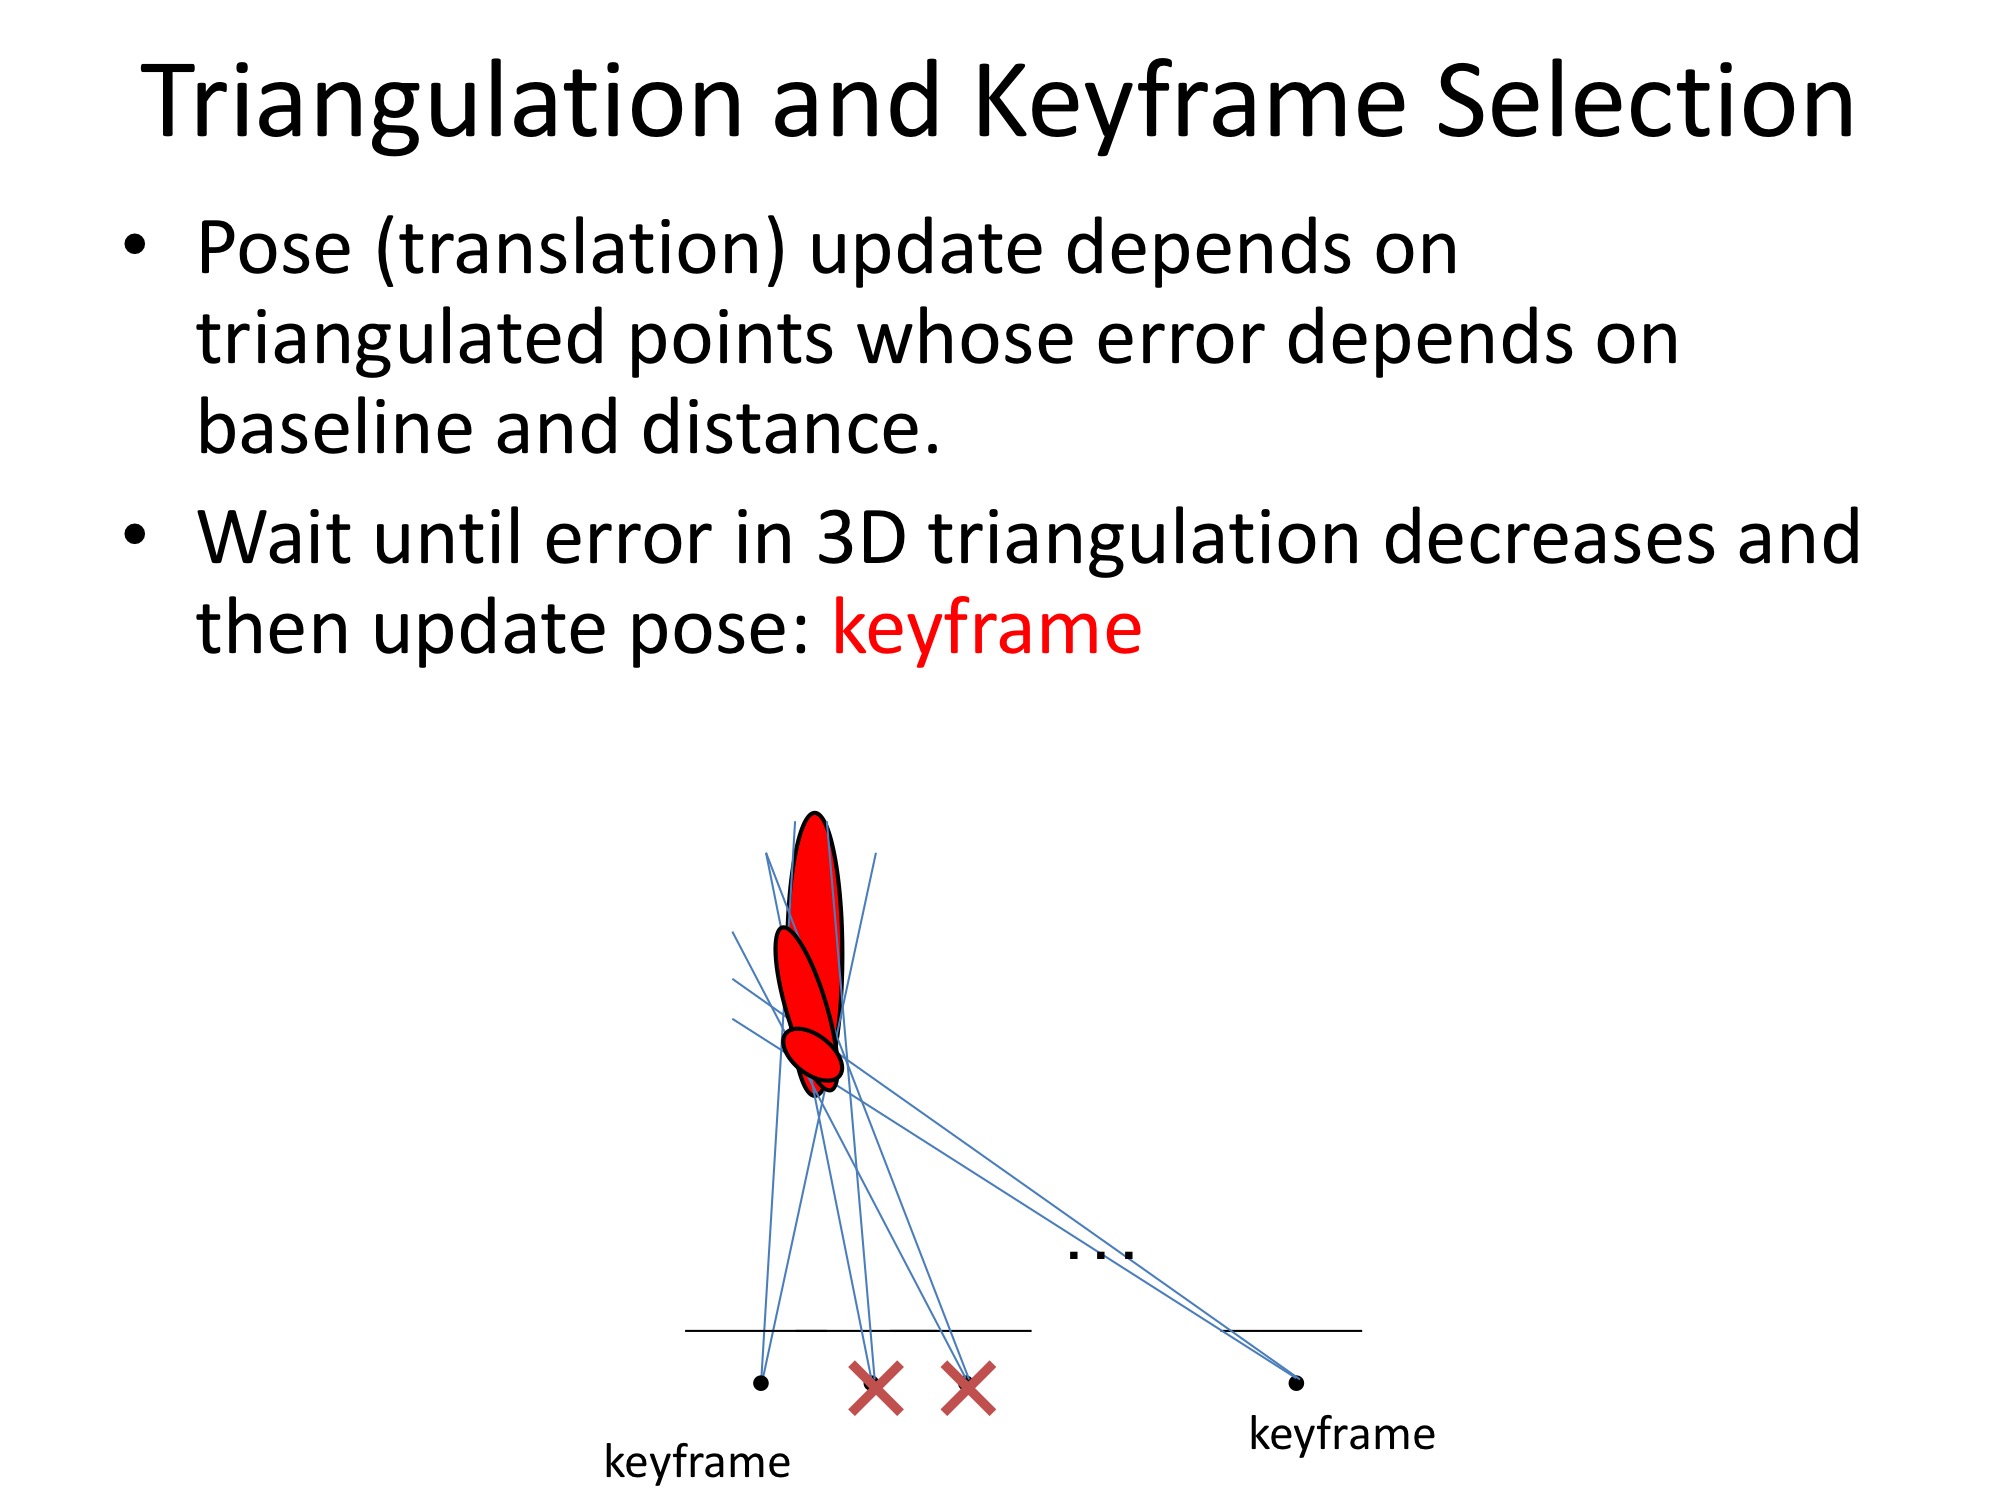 Triangulation and Keyframe Selection
• Pose (translation) update depends on
triangulated points whose error depends on
baseline and distance.
• Wait until error in 3D triangulation decreases and
then update pose: keyframe
...
keyframe
keyframe